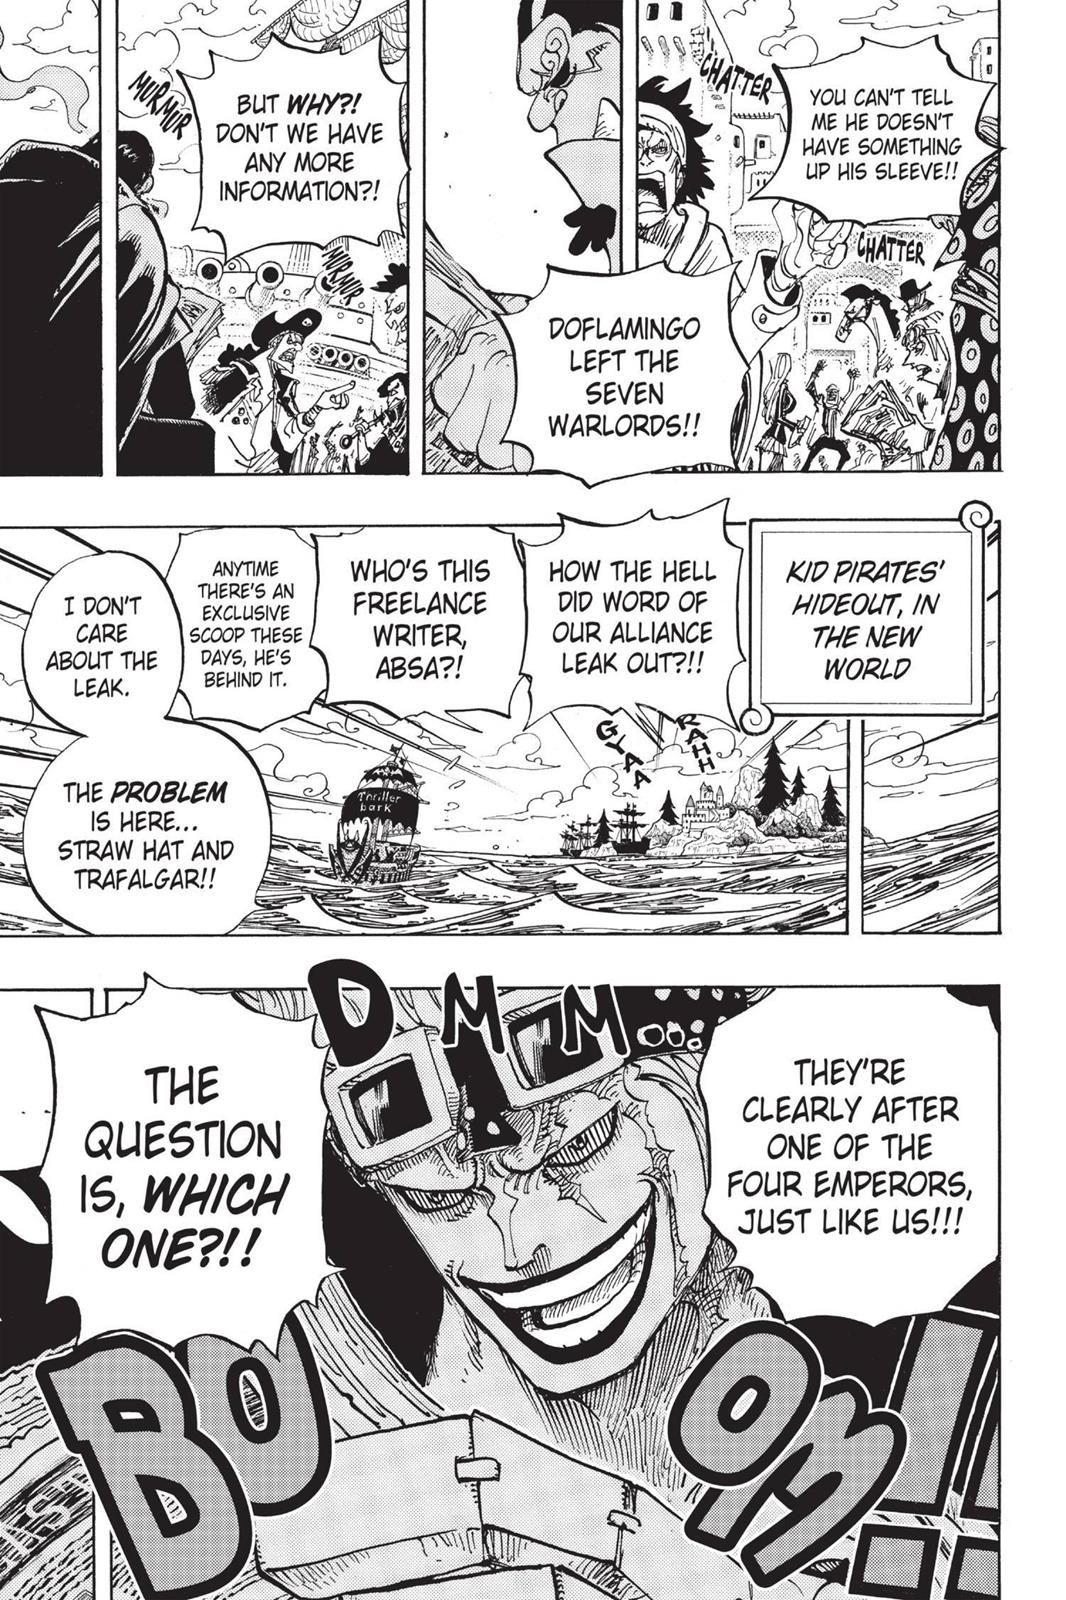 YOU CAN'T TELL
ME HE DOESN'T
HAVE SOMETHING
UP HIS SLEEVE!!
CHATTER
CHATTER
DOFLAMINGO
LEFT THE
SEVEN
WARLORDS!!
BUT WHY?!
DON'T WE HAVE
ANY MORE
INFORMATION?!
MURMUR
MURMUR
KID PIRATES'
HIDEOUT, IN
THE NEW
WORLD
HOW THE HELL
DID WORD OF
OUR ALLIANCE
LEAK OUT?!!
WHO'S THIS
FREELANCE
WRITER,
ABSA?!
ANYTIME
THERE'S AN
EXCLUSIVE
SCOOP THESE
DAYS, HE'S
BEHIND IT.
I DON'T
CARE
ABOUT THE
LEAK.
THE PROBLEM
IS HERE...
STRAW HAT AND
TRAFALGAR!!
RAHH
GYAA
Thriller
bark
DMM
THEY'RE
CLEARLY AFTER
ONE OF THE
FOUR EMPERORS,
JUST LIKE US!!!
THE
QUESTION
IS, WHICH
ONE?!!
BOOM!!